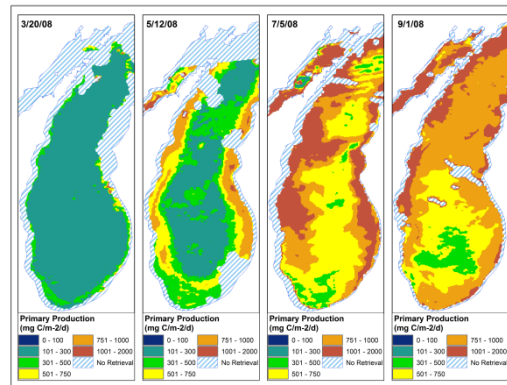 3/20/08
5/12/08
7/5/08
9/1/08
Primary Production
(mg C/m-2/d)
0 - 100
751 - 1000
101 - 300
1001 - 2000
301 - 500
No Retrieval
501 - 750
Primary Production
(mg C/m-2/d)
0 - 100
751 - 1000
101 - 300
1001 - 2000
301 - 500
No Retrieval
501 - 750
Primary Production
(mg C/m-2/d)
0 - 100
751 - 1000
101 - 300
1001 - 2000
301 - 500
No Retrieval
501 - 750
Primary Production
(mg C/m-2/d)
0 - 100
751 - 1000
101 - 300
1001 - 2000
301 - 500
No Retrieval
501 - 750